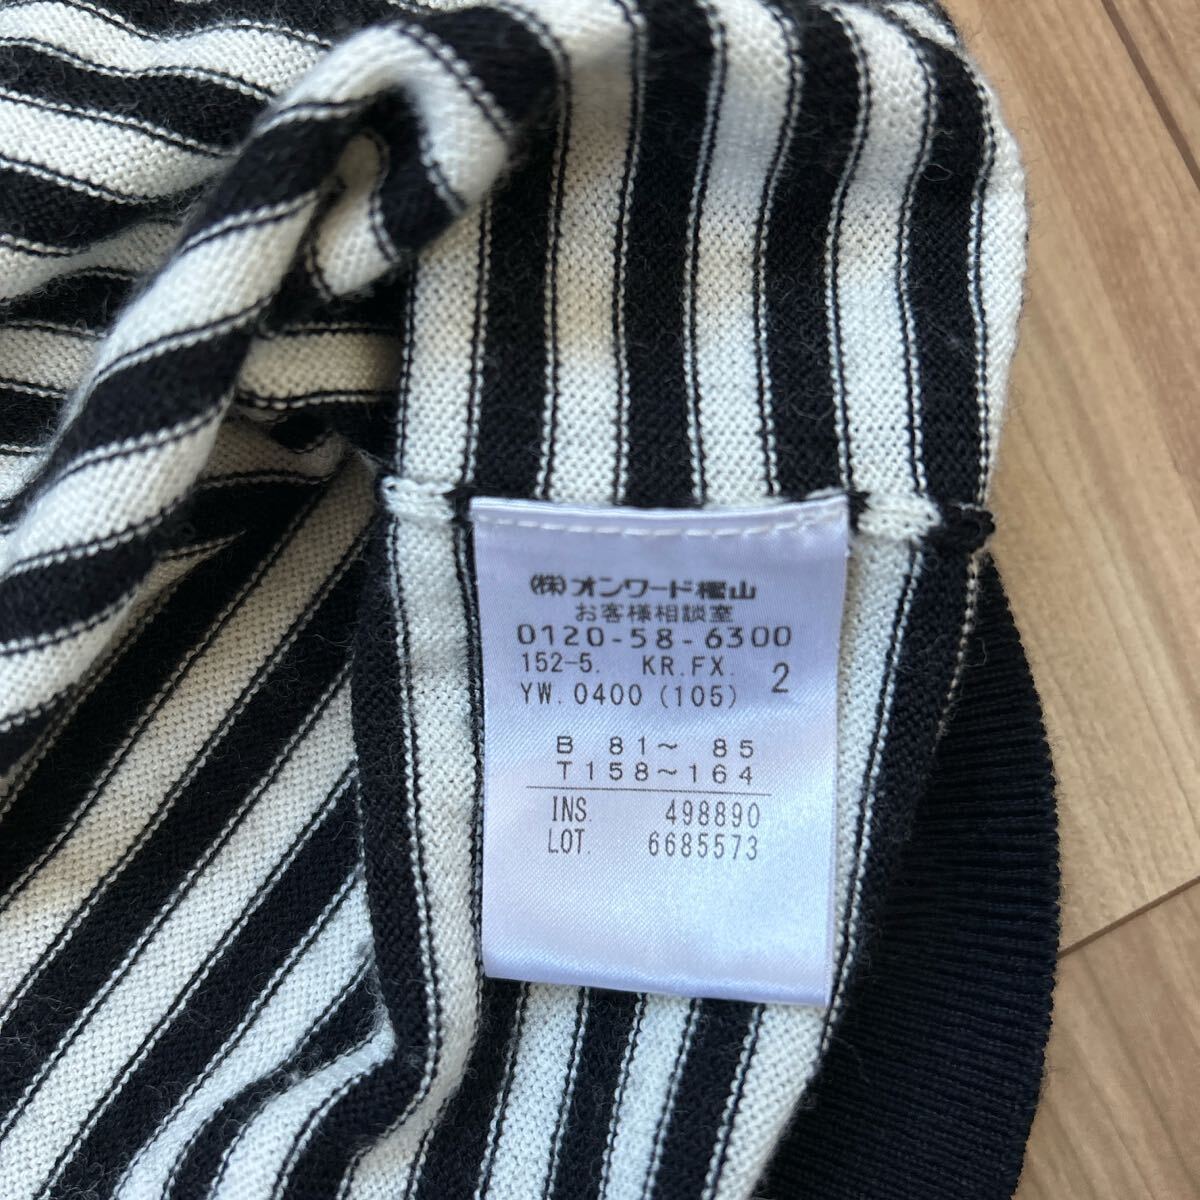 (株)オンワード樫山
お客様相談室
0120-58-6300
152-5. KR.FX. 2
YW.0400 (105)
B 81~ 85
T158~164
INS. 498890
LOT. 6685573